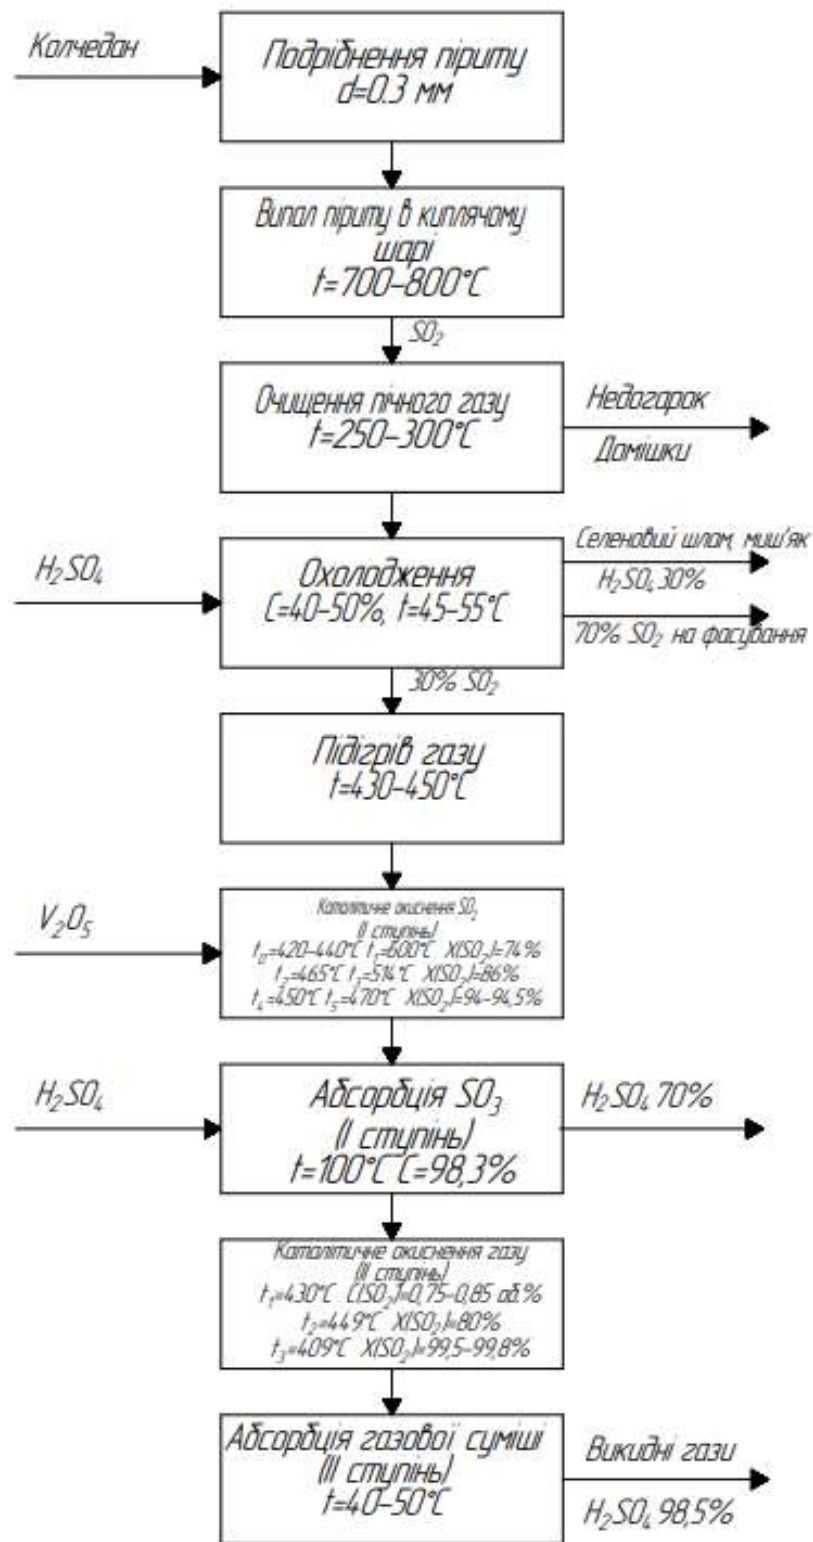 Колчедан
Подрібнення піриту
d=0.3 мм
Випал піриту в киплячому
шарі
t=700-800°C
SO₂
Очищення пічного газу
t=250-300°C
Недогарок
Домішки
H₂SO₄
Охолодження
C=40-50%, t=45-55°C
Селеновий шлам, миш'як
H₂SO₄ 30%
70% SO₂ на фасування
30% SO₂
Підігрів газу
t=430-450°C
V₂O₅
Каталітичне окиснення SO₂
(I ступінь)
t₀=420-440°C t₁=600°C X(SO₂)=74%
t₂=465°C t₃=514°C X(SO₂)=86%
t₄=450°C t₅=470°C X(SO₂)=94-94,5%
H₂SO₄
Абсорбція SO₃
(I ступінь)
t=100°C C=98,3%
H₂SO₄ 70%
Каталітичне окиснення газу
(II ступінь)
t₁=430°C C(SO₂)=0,75-0,85 об.%
t₂=449°C X(SO₂)=80%
t₃=409°C X(SO₂)=99,5-99,8%
Абсорбція газової суміші
(II ступінь)
t=40-50°C
Викидні гази
H₂SO₄ 98,5%